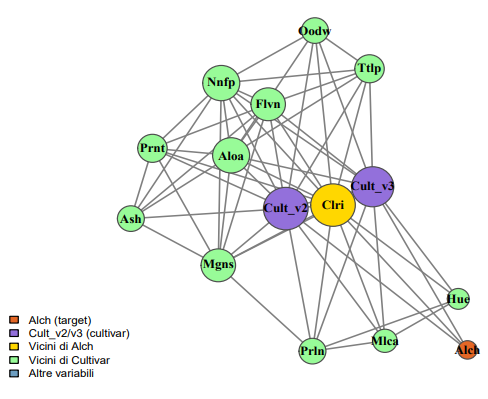 Oodw
Ttlp
Nnfp
Flvn
Prnt
Aloa
Cult_v3
Cult_v2
Clri
Ash
Mgns
Hue
Prln
Mlca
Alch
Alch (target)
Cult_v2/v3 (cultivar)
Vicini di Alch
Vicini di Cultivar
Altre variabili